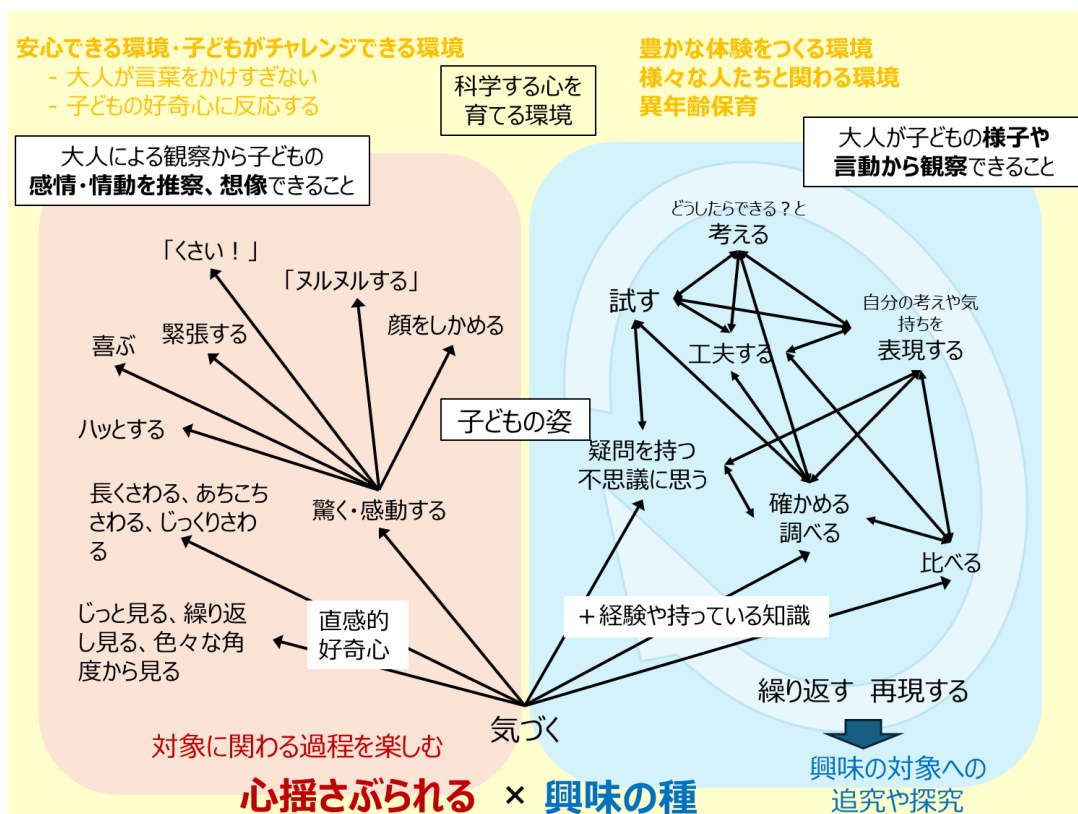 安心できる環境・子どもがチャレンジできる環境
- 大人が言葉をかけすぎない
- 子どもの好奇心に反応する
豊かな体験をつくる環境
様々な人たちと関わる環境
異年齢保育
科学する心を
育てる環境
大人による観察から子どもの
感情・情動を推察、想像できること
大人が子どもの様子や
言動から観察できること
「くさい！」
「ヌルヌルする」
緊張する
顔をしかめる
喜ぶ
ハッとする
長くさわる、あちこち
さわる、じっくりさわ
る
驚く・感動する
じっと見る、繰り返
し見る、色々な角
度から見る
直感的
好奇心
子どもの姿
どうしたらできる？と
考える
試す
自分の考えや気
持ちを
表現する
工夫する
疑問を持つ
不思議に思う
確かめる
調べる
比べる
＋経験や持っている知識
気づく
繰り返す 再現する
対象に関わる過程を楽しむ
興味の対象への
追究や探究
心揺さぶられる × 興味の種